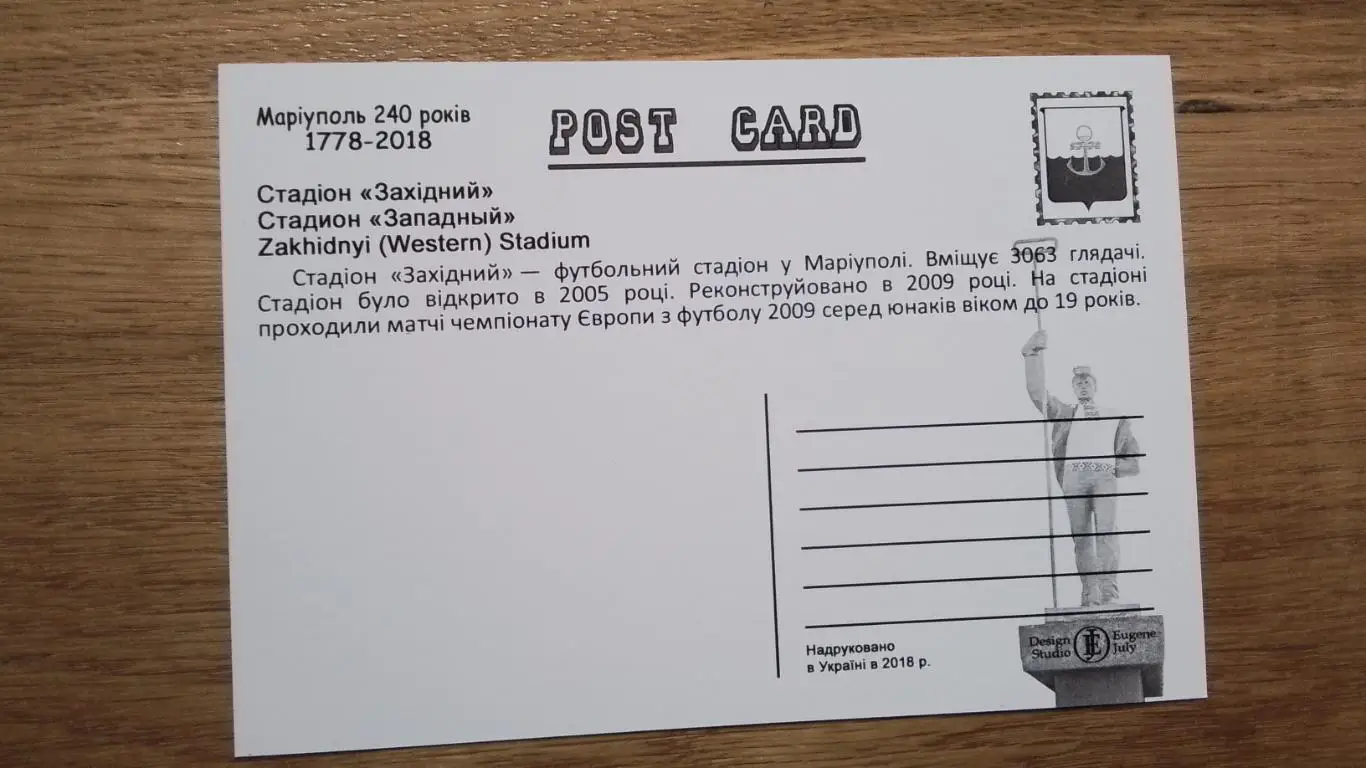 Маріуполь 240 років
1778-2018
POST CARD
Стадіон «Західний»
Стадион «Западный»
Zakhidnyi (Western) Stadium
Стадіон «Західний» — футбольний стадіон у Маріуполі. Вміщує 3063 глядачі.
Стадіон було відкрито в 2005 році. Реконструйовано в 2009 році. На стадіоні
проходили матчі чемпіонату Європи з футболу 2009 серед юнаків віком до 19 років.
Надруковано
в Україні в 2018 р.
Design Eugene
Studio July